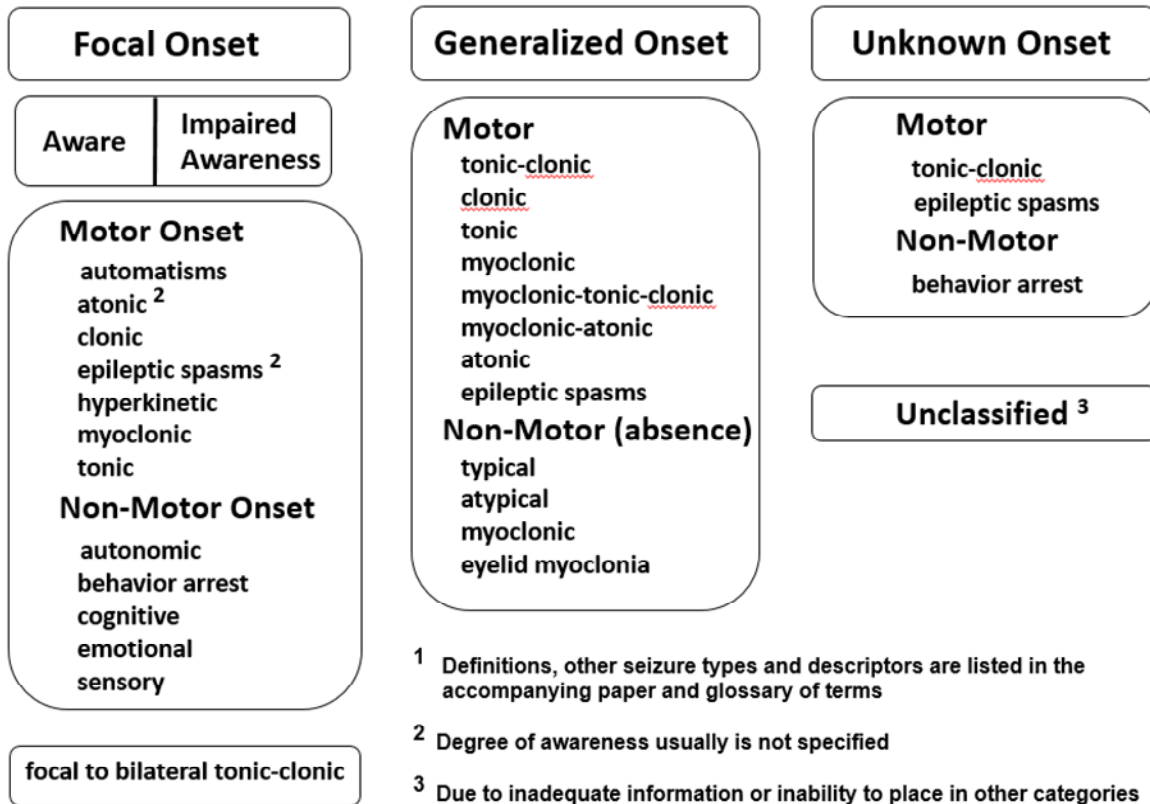 Focal Onset
Aware
Impaired
Awareness
Motor Onset
automatisms
atonic ²
clonic
epileptic spasms ²
hyperkinetic
myoclonic
tonic
Non-Motor Onset
autonomic
behavior arrest
cognitive
emotional
sensory
focal to bilateral tonic-clonic
Generalized Onset
Motor
tonic-clonic
clonic
tonic
myoclonic
myoclonic-tonic-clonic
myoclonic-atonic
atonic
epileptic spasms
Non-Motor (absence)
typical
atypical
myoclonic
eyelid myoclonia
Unknown Onset
Motor
tonic-clonic
epileptic spasms
Non-Motor
behavior arrest
Unclassified ³
¹ Definitions, other seizure types and descriptors are listed in the
accompanying paper and glossary of terms
² Degree of awareness usually is not specified
³ Due to inadequate information or inability to place in other categories